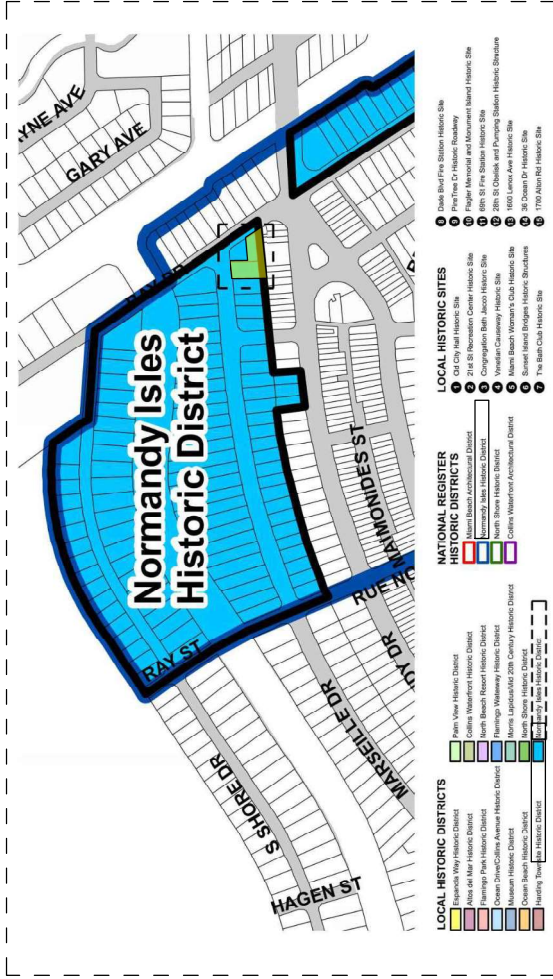 Normandy Isles
Historic District
YNE AVE
GARY AVE
RAY ST
S SHORE DR
HAGEN ST
MARSEILLE DR
DY DR
RUE NO
MAIMONDES ST
LOCAL HISTORIC DISTRICTS
Espanola Way Historic District
Altos del Mar Historic District
Flamingo Park Historic District
Ocean Drive/Collins Avenue Historic District
Museum Historic District
Ocean Beach Historic District
Harding Townsite Historic District
Palm View Historic District
Collins Waterfront Historic District
North Beach Resort Historic District
Flamingo Waterway Historic District
Morris Lapidus/Mid 20th Century Historic District
North Shore Historic District
Normandy Isles Historic District
NATIONAL REGISTER
HISTORIC DISTRICTS
Miami Beach Architectural District
Normandy Isles Historic District
North Shore Historic District
Collins Waterfront Architectural District
LOCAL HISTORIC SITES
1 Old City Hall Historic Site
2 21st St Recreation Center Historic Site
3 Congregation Beth Jacob Historic Site
4 Venetian Causeway Historic Site
5 Miami Beach Woman's Club Historic Site
6 Sunset Island Bridges Historic Structures
7 The Bath Club Historic Site
8 Dade Blvd Fire Station Historic Site
9 PineTree Dr Historic Roadway
10 Flagler Memorial and Monument Island Historic Site
11 69th St Fire Station Historic Site
12 28th St Obelisk and Pumping Station Historic Structure
13 1600 Lenox Ave Historic Site
14 36 Ocean Dr Historic Site
15 1700 Alton Rd Historic Site